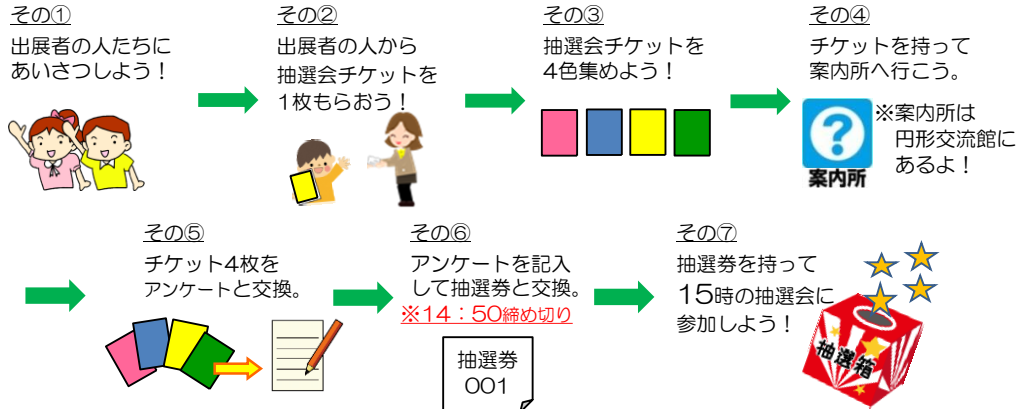 その①
出展者の人たちに
あいさつしよう！
その②
出展者の人から
抽選会チケットを
1枚もらおう！
その③
抽選会チケットを
4色集めよう！
その④
チケットを持って
案内所へ行こう。
?
案内所
※案内所は
円形交流館に
あるよ！
その⑤
チケット4枚を
アンケートと交換。
その⑥
アンケートを記入
して抽選券と交換。
※14：50締め切り
抽選券
001
その⑦
抽選券を持って
15時の抽選会に
参加しよう！
抽選箱